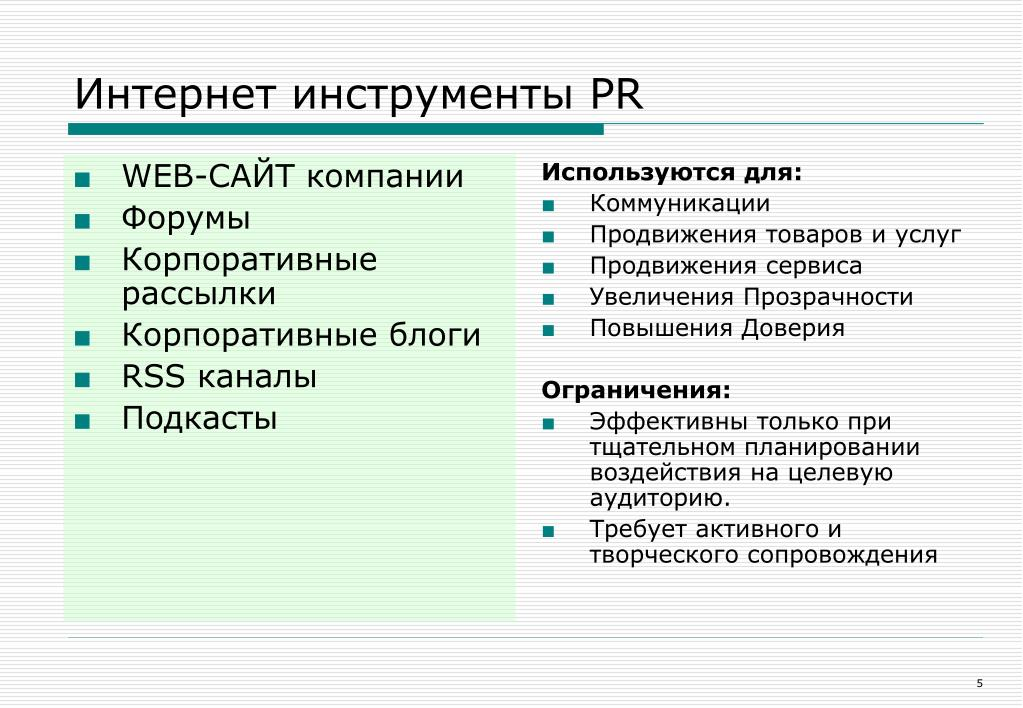 Интернет инструменты PR
WEB-САЙТ компании
Форумы
Корпоративные
рассылки
Корпоративные блоги
RSS каналы
Подкасты
Используются для:
Коммуникации
Продвижения товаров и услуг
Продвижения сервиса
Увеличения Прозрачности
Повышения Доверия
Ограничения:
Эффективны только при
тщательном планировании
воздействия на целевую
аудиторию.
Требует активного и
творческого сопровождения
5